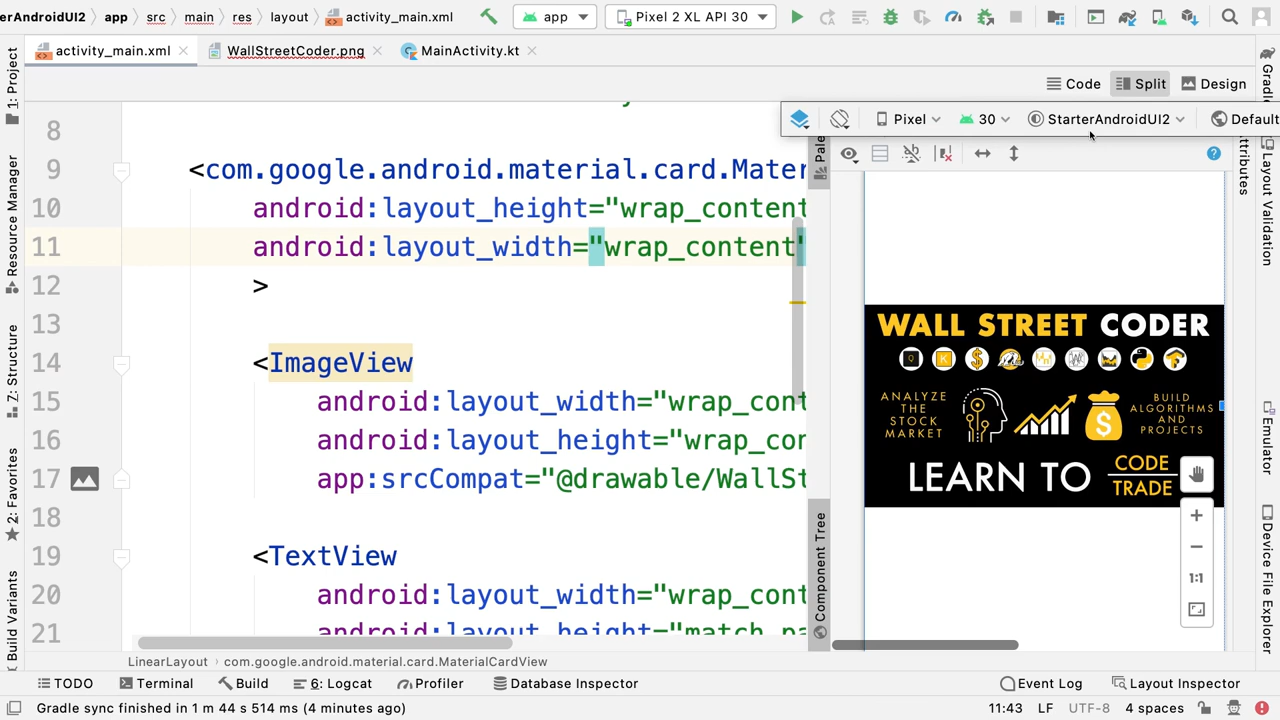 erAndroidUI2 > app > src > main > res > layout > activity_main.xml
app
Pixel 2 XL API 30
activity_main.xml
WallStreetCoder.png
MainActivity.kt
Code
Split
Design
Pixel
30
StarterAndroidUI2
Default
1: Project
Resource Manager
Z: Structure
2: Favorites
Build Variants
8
9 <com.google.android.material.card.Mater
10 android:layout_height="wrap_content
11 android:layout_width="wrap_content"
12 >
13
14 <ImageView
15 android:layout_width="wrap_cont
16 android:layout_height="wrap_con
17 app:srcCompat="@drawable/WallSt
18
19 <TextView
20 android:layout_width="wrap_cont
21 android:layout_height="match_pa
Pale
Component Tree
WALL STREET CODER
ANALYZE
THE
STOCK
MARKET
BUILD
ALGORITHMS
AND
PROJECTS
LEARN TO
CODE
TRADE
1:1
Gradle
ttributes
Layout Validation
Emulator
Device File Explorer
LinearLayout › com.google.android.material.card.MaterialCardView
TODO
Terminal
Build
6: Logcat
Profiler
Database Inspector
Event Log
Layout Inspector
Gradle sync finished in 1 m 44 s 514 ms (4 minutes ago)
11:43
LF
UTF-8
4 spaces